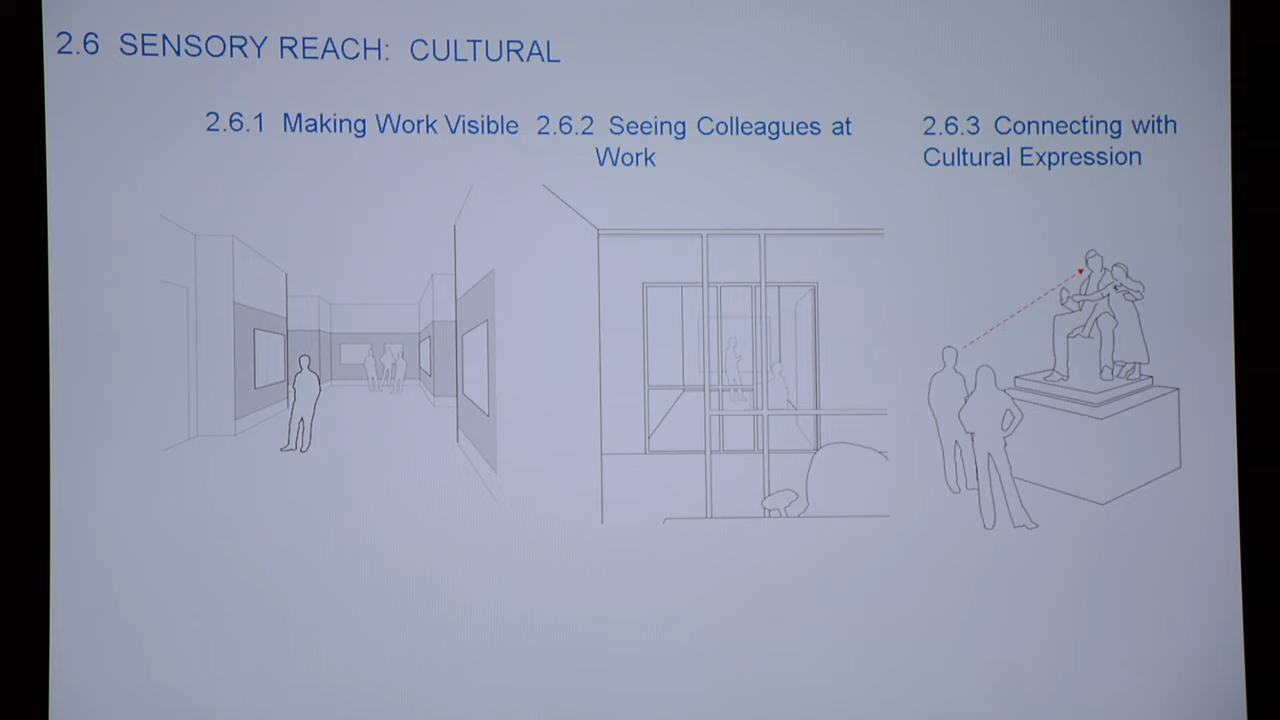 2.6 SENSORY REACH: CULTURAL
2.6.1 Making Work Visible
2.6.2 Seeing Colleagues at
Work
2.6.3 Connecting with
Cultural Expression